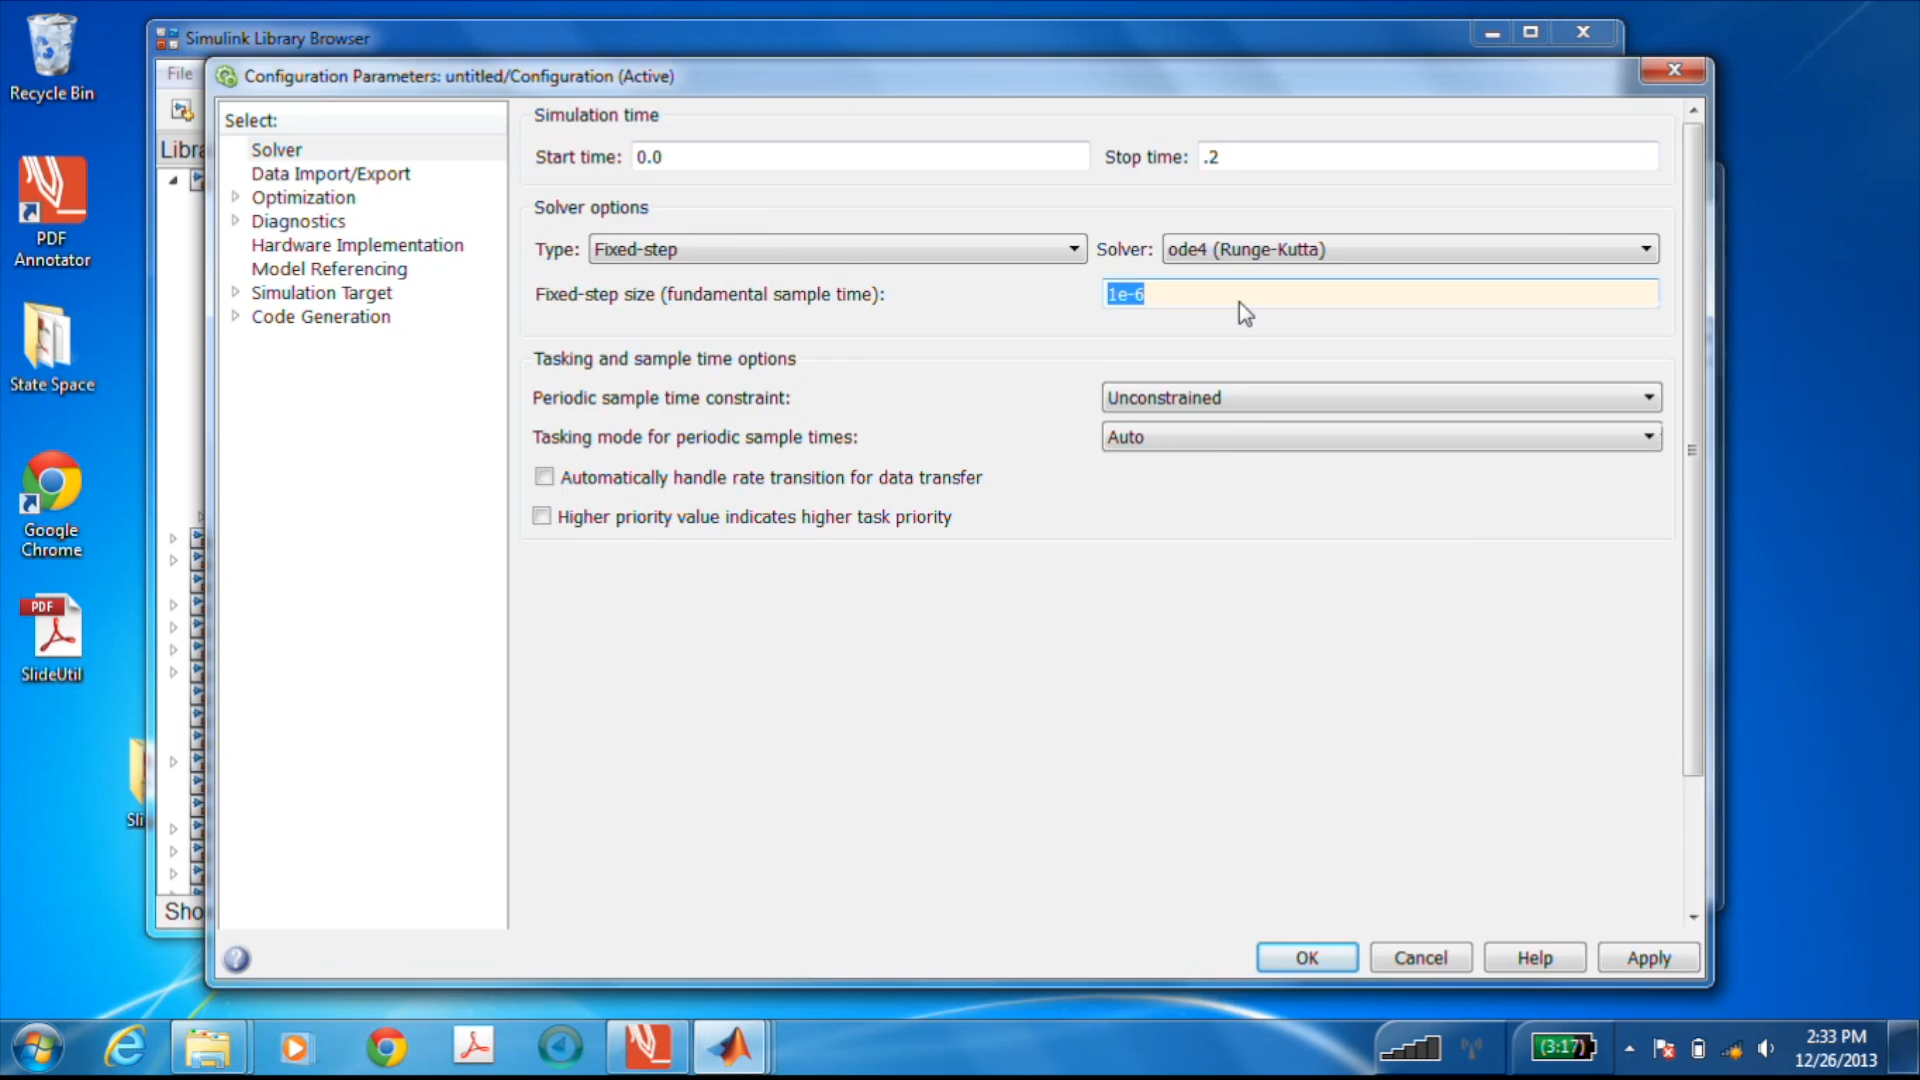 Recycle Bin
PDF
Annotator
State Space
Google
Chrome
PDF
SlideUtil
Sli
Simulink Library Browser
File
Libra
Sho
Configuration Parameters: untitled/Configuration (Active)
Select:
Solver
Data Import/Export
Optimization
Diagnostics
Hardware Implementation
Model Referencing
Simulation Target
Code Generation
Simulation time
Start time: 0.0 Stop time: .2
Solver options
Type: Fixed-step Solver: ode4 (Runge-Kutta)
Fixed-step size (fundamental sample time): 1e-6
Tasking and sample time options
Periodic sample time constraint: Unconstrained
Tasking mode for periodic sample times: Auto
Automatically handle rate transition for data transfer
Higher priority value indicates higher task priority
OK Cancel Help Apply
(3:17)
2:33 PM
12/26/2013